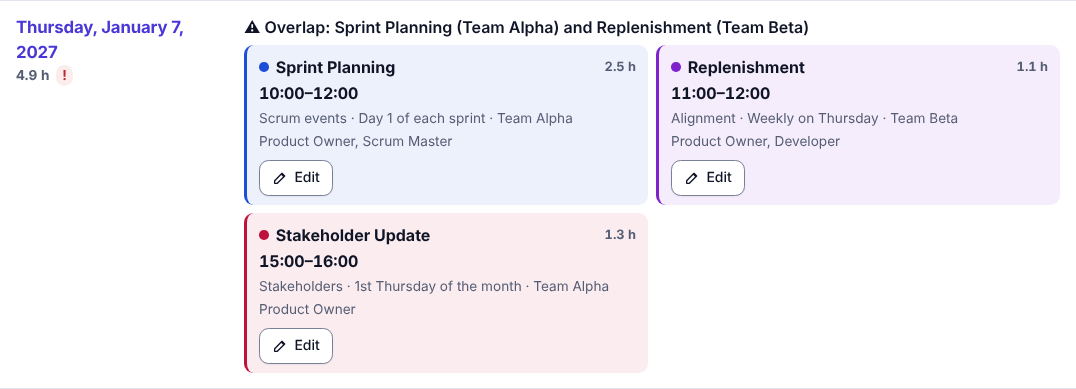 Thursday, January 7,
2027
4.9 h !
⚠ Overlap: Sprint Planning (Team Alpha) and Replenishment (Team Beta)
Sprint Planning 2.5 h
10:00–12:00
Scrum events · Day 1 of each sprint · Team Alpha
Product Owner, Scrum Master
Edit
Replenishment 1.1 h
11:00–12:00
Alignment · Weekly on Thursday · Team Beta
Product Owner, Developer
Edit
Stakeholder Update 1.3 h
15:00–16:00
Stakeholders · 1st Thursday of the month · Team Alpha
Product Owner
Edit